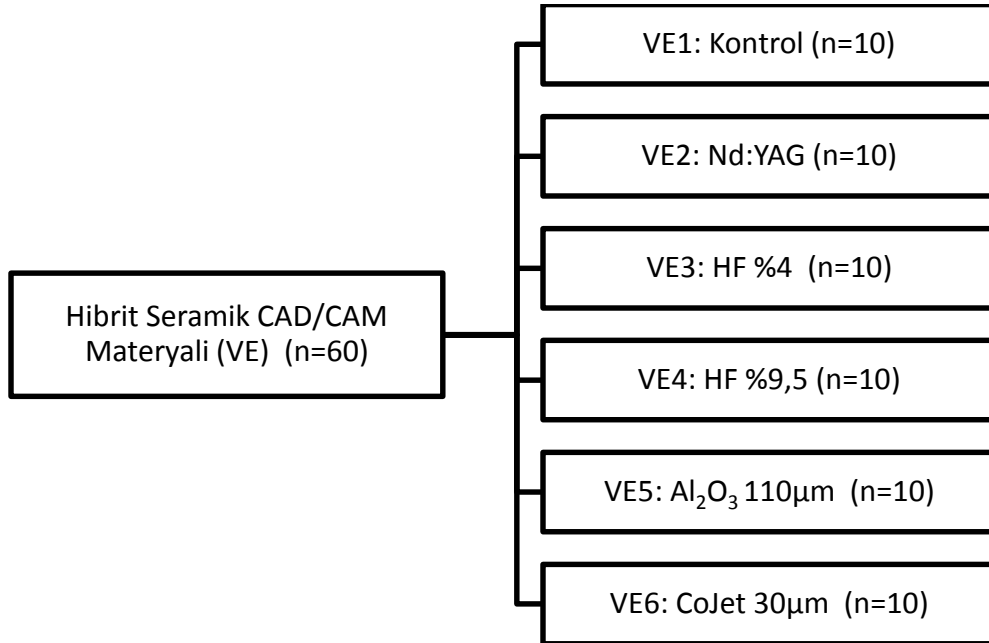 VE1: Kontrol (n=10)
VE2: Nd:YAG (n=10)
VE3: HF %4 (n=10)
Hibrit Seramik CAD/CAM
Materyali (VE) (n=60)
VE4: HF %9,5 (n=10)
VE5: Al₂O₃ 110µm (n=10)
VE6: CoJet 30µm (n=10)